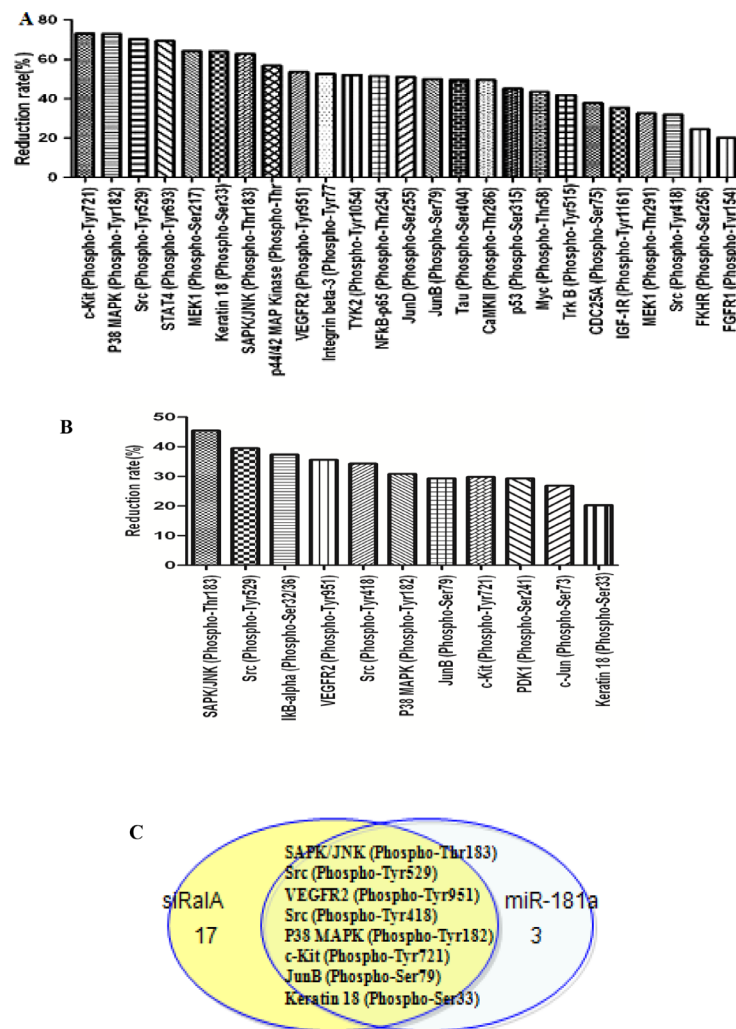 A
Reduction rate(%)
80
60
40
20
0
c-Kit (Phospho-Tyr721)
P38 MAPK (Phospho-Tyr182)
Src (Phospho-Tyr529)
STAT4 (Phospho-Tyr693)
MEK1 (Phospho-Ser217)
Keratin 18 (Phospho-Ser33)
SAPK/JNK (Phospho-Thr183)
p44/42 MAP Kinase (Phospho-Thr
VEGFR2 (Phospho-Tyr951)
Integrin beta-3 (Phospho-Tyr77
TYK2 (Phospho-Tyr1054)
NFkB-p65 (Phospho-Thr254)
JunD (Phospho-Ser255)
JunB (Phospho-Ser79)
Tau (Phospho-Ser404)
CaMKII (Phospho-Thr286)
p53 (Phospho-Ser315)
Myc (Phospho-Thr58)
Trk B (Phospho-Tyr515)
CDC25A (Phospho-Ser75)
IGF-1R (Phospho-Tyr1161)
MEK1 (Phospho-Thr291)
Src (Phospho-Tyr418)
FKHR (Phospho-Ser256)
FGFR1 (Phospho-Tyr154)
B
Reduction rate(%)
50
40
30
20
10
0
SAPK/JNK (Phospho-Thr183)
Src (Phospho-Tyr529)
IkB-alpha (Phospho-Ser32/36)
VEGFR2 (Phospho-Tyr951)
Src (Phospho-Tyr418)
P38 MAPK (Phospho-Tyr182)
JunB (Phospho-Ser79)
c-Kit (Phospho-Tyr721)
PDK1 (Phospho-Ser241)
c-Jun (Phospho-Ser73)
Keratin 18 (Phospho-Ser33)
C
siRalA
17
SAPK/JNK (Phospho-Thr183)
Src (Phospho-Tyr529)
VEGFR2 (Phospho-Tyr951)
Src (Phospho-Tyr418)
P38 MAPK (Phospho-Tyr182)
c-Kit (Phospho-Tyr721)
JunB (Phospho-Ser79)
Keratin 18 (Phospho-Ser33)
miR-181a
3